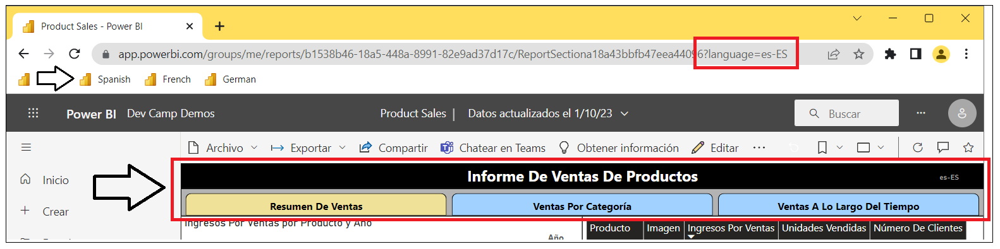 Product Sales - Power BI
app.powerbi.com/groups/me/reports/b1538b46-18a5-448a-8991-82e9ad37d17c/ReportSectiona18a43bbfb47eea44096?language=es-ES
Spanish French German
Power BI Dev Camp Demos Product Sales | Datos actualizados el 1/10/23 Buscar
Archivo Exportar Compartir Chatear en Teams Obtener información Editar
Inicio
Crear
Informe De Ventas De Productos es-ES
Resumen De Ventas Ventas Por Categoría Ventas A Lo Largo Del Tiempo
Ingresos Por Ventas por Producto y Año
Año
Producto Imagen Ingresos Por Ventas Unidades Vendidas Número De Clientes